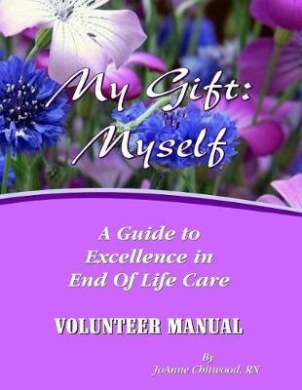 My Gift:
Myself
A Guide to
Excellence in
End Of Life Care
VOLUNTEER MANUAL
By
JoAnne Chitwood, RN